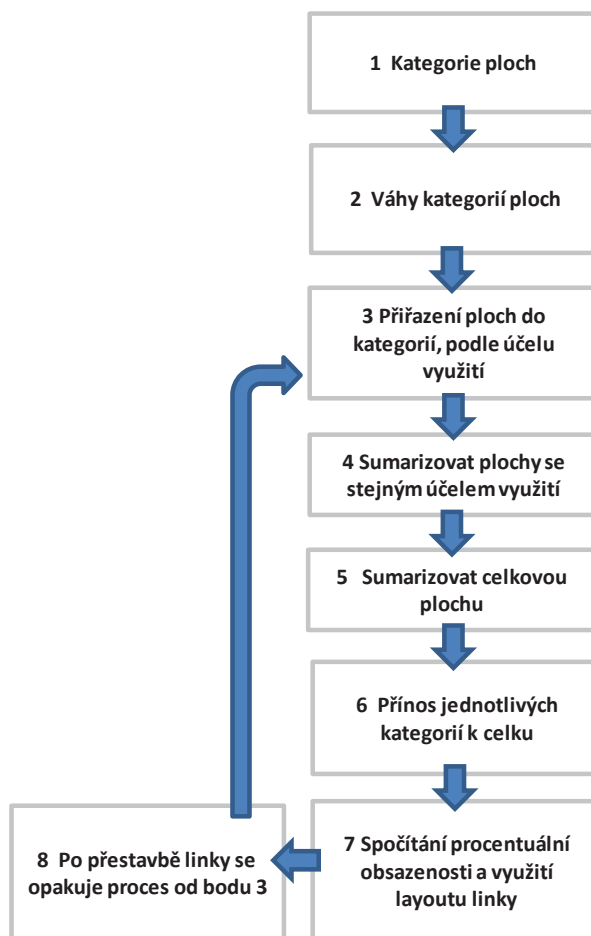 1 Kategorie ploch
2 Váhy kategorií ploch
3 Přiřazení ploch do
kategorií, podle účelu
využití
4 Sumarizovat plochy se
stejným účelem využití
5 Sumarizovat celkovou
plochu
6 Přínos jednotlivých
kategorií k celku
7 Spočítání procentuální
obsazenosti a využití
layoutu linky
8 Po přestavbě linky se
opakuje proces od bodu 3